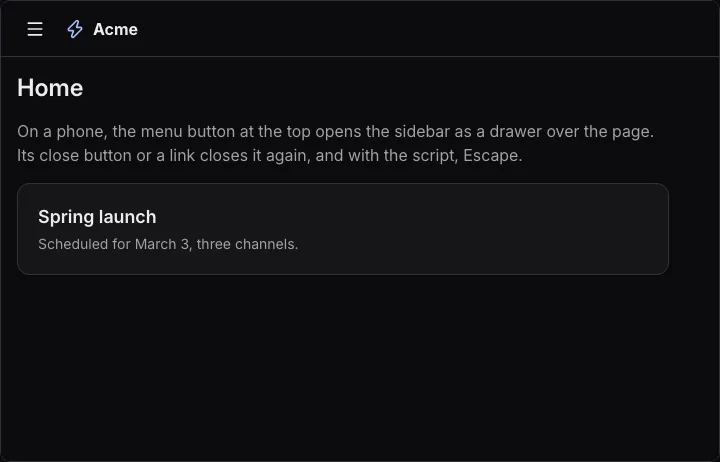 Acme
Home
On a phone, the menu button at the top opens the sidebar as a drawer over the page.
Its close button or a link closes it again, and with the script, Escape.
Spring launch
Scheduled for March 3, three channels.